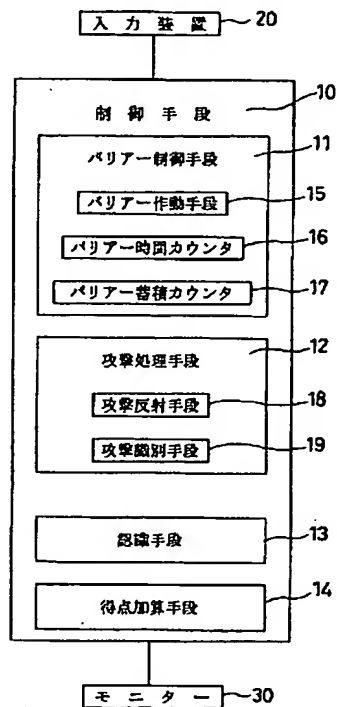 入力装置 20
制御手段 10
バリアー制御手段 11
バリアー作動手段 15
バリアー時間カウンタ 16
バリアー蓄積カウンタ 17
攻撃処理手段 12
攻撃反射手段 18
攻撃識別手段 19
認識手段 13
得点加算手段 14
モニター 30